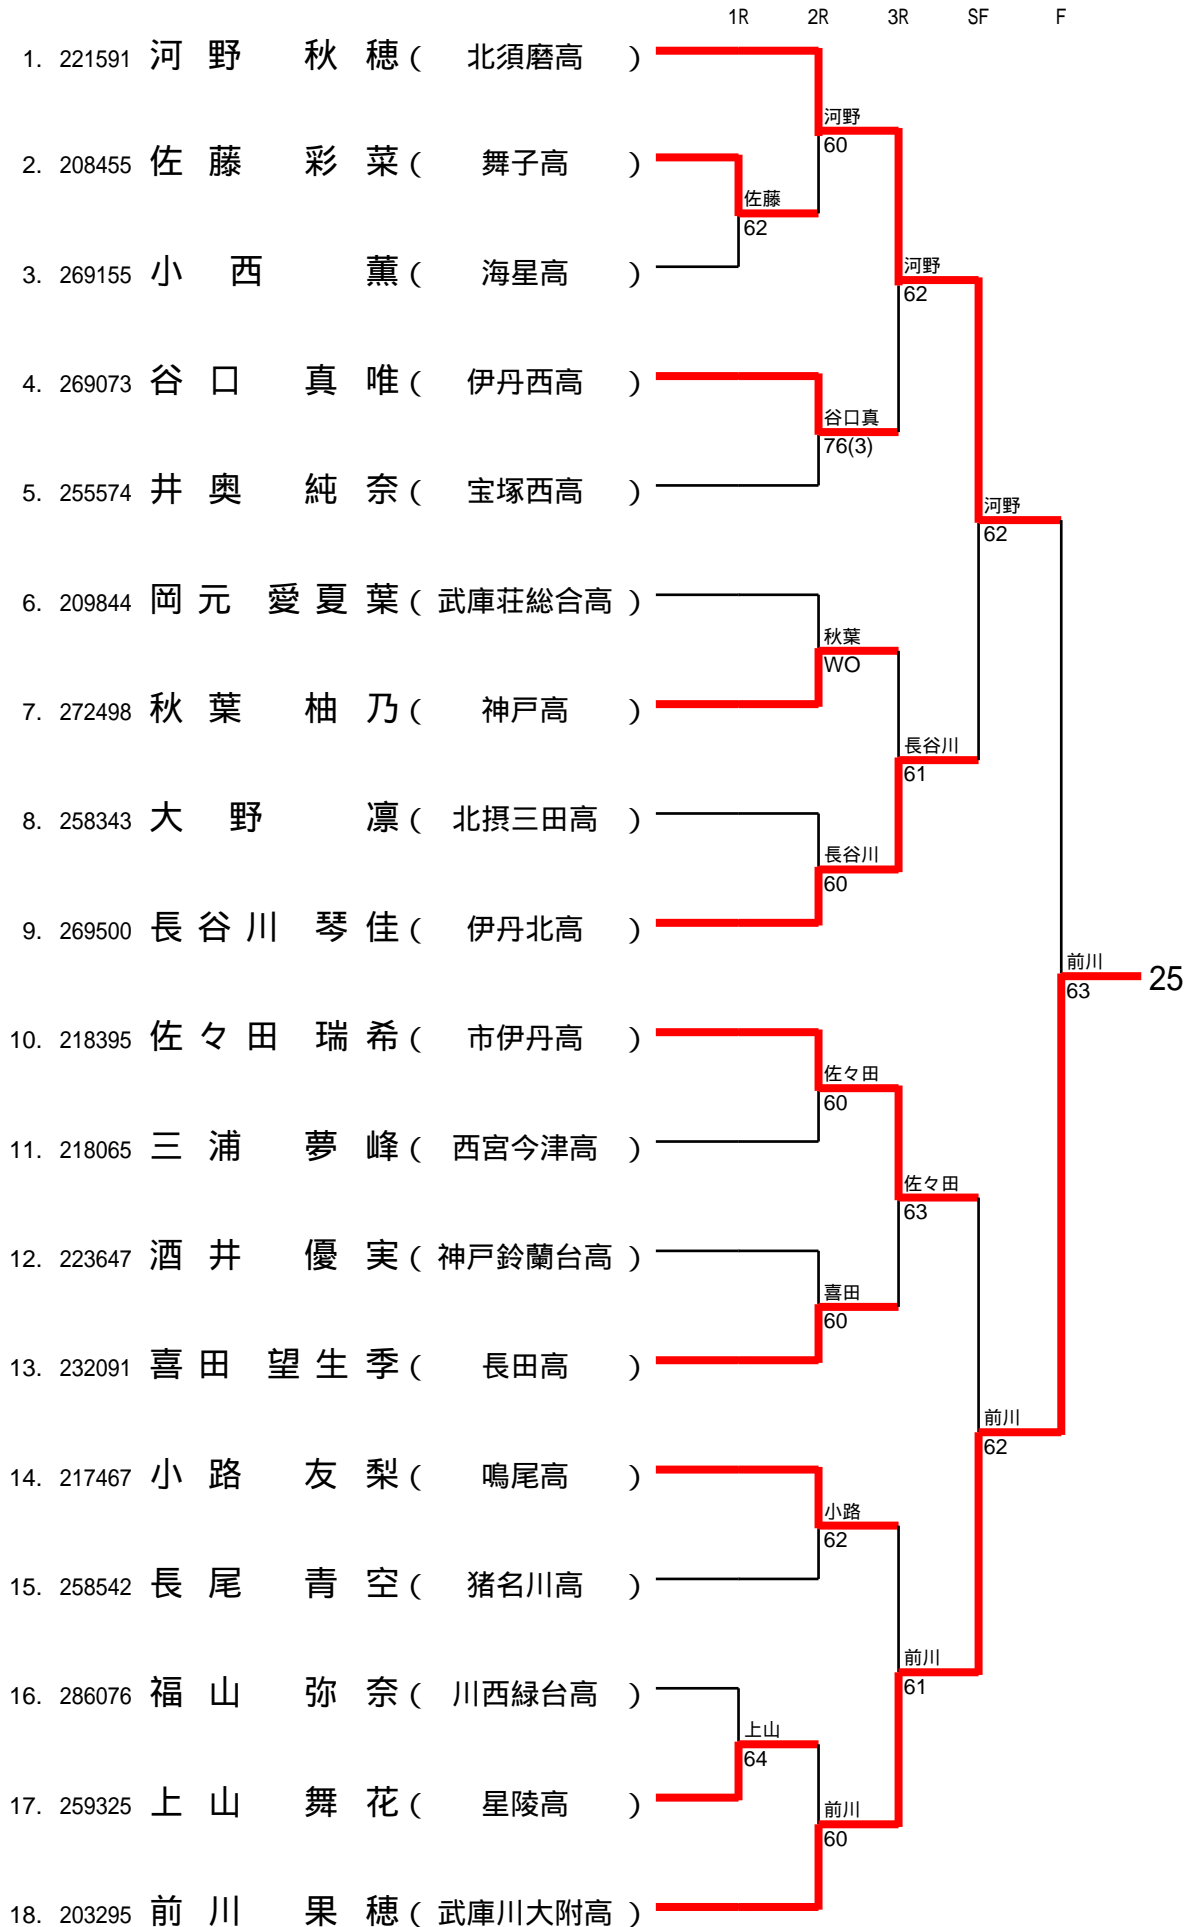 1R 2R 3R SF F
1. 221591 河野 秋穂 ( 北須磨高 )
河野
60
2. 208455 佐藤 彩菜 ( 舞子高 )
佐藤
62
3. 269155 小西 薫 ( 海星高 )
河野
62
4. 269073 谷口 真唯 ( 伊丹西高 )
谷口真
76(3)
5. 255574 井奥 純奈 ( 宝塚西高 )
河野
62
6. 209844 岡元 愛夏葉 ( 武庫荘総合高 )
秋葉
WO
7. 272498 秋葉 柚乃 ( 神戸高 )
長谷川
61
8. 258343 大野 凛 ( 北摂三田高 )
長谷川
60
9. 269500 長谷川 琴佳 ( 伊丹北高 )
前川
63
25
10. 218395 佐々田 瑞希 ( 市伊丹高 )
佐々田
60
11. 218065 三浦 夢峰 ( 西宮今津高 )
佐々田
63
12. 223647 酒井 優実 ( 神戸鈴蘭台高 )
喜田
60
13. 232091 喜田 望生季 ( 長田高 )
前川
62
14. 217467 小路 友梨 ( 鳴尾高 )
小路
62
15. 258542 長尾 青空 ( 猪名川高 )
前川
61
16. 286076 福山 弥奈 ( 川西緑台高 )
上山
64
17. 259325 上山 舞花 ( 星陵高 )
前川
60
18. 203295 前川 果穂 ( 武庫川大附高 )